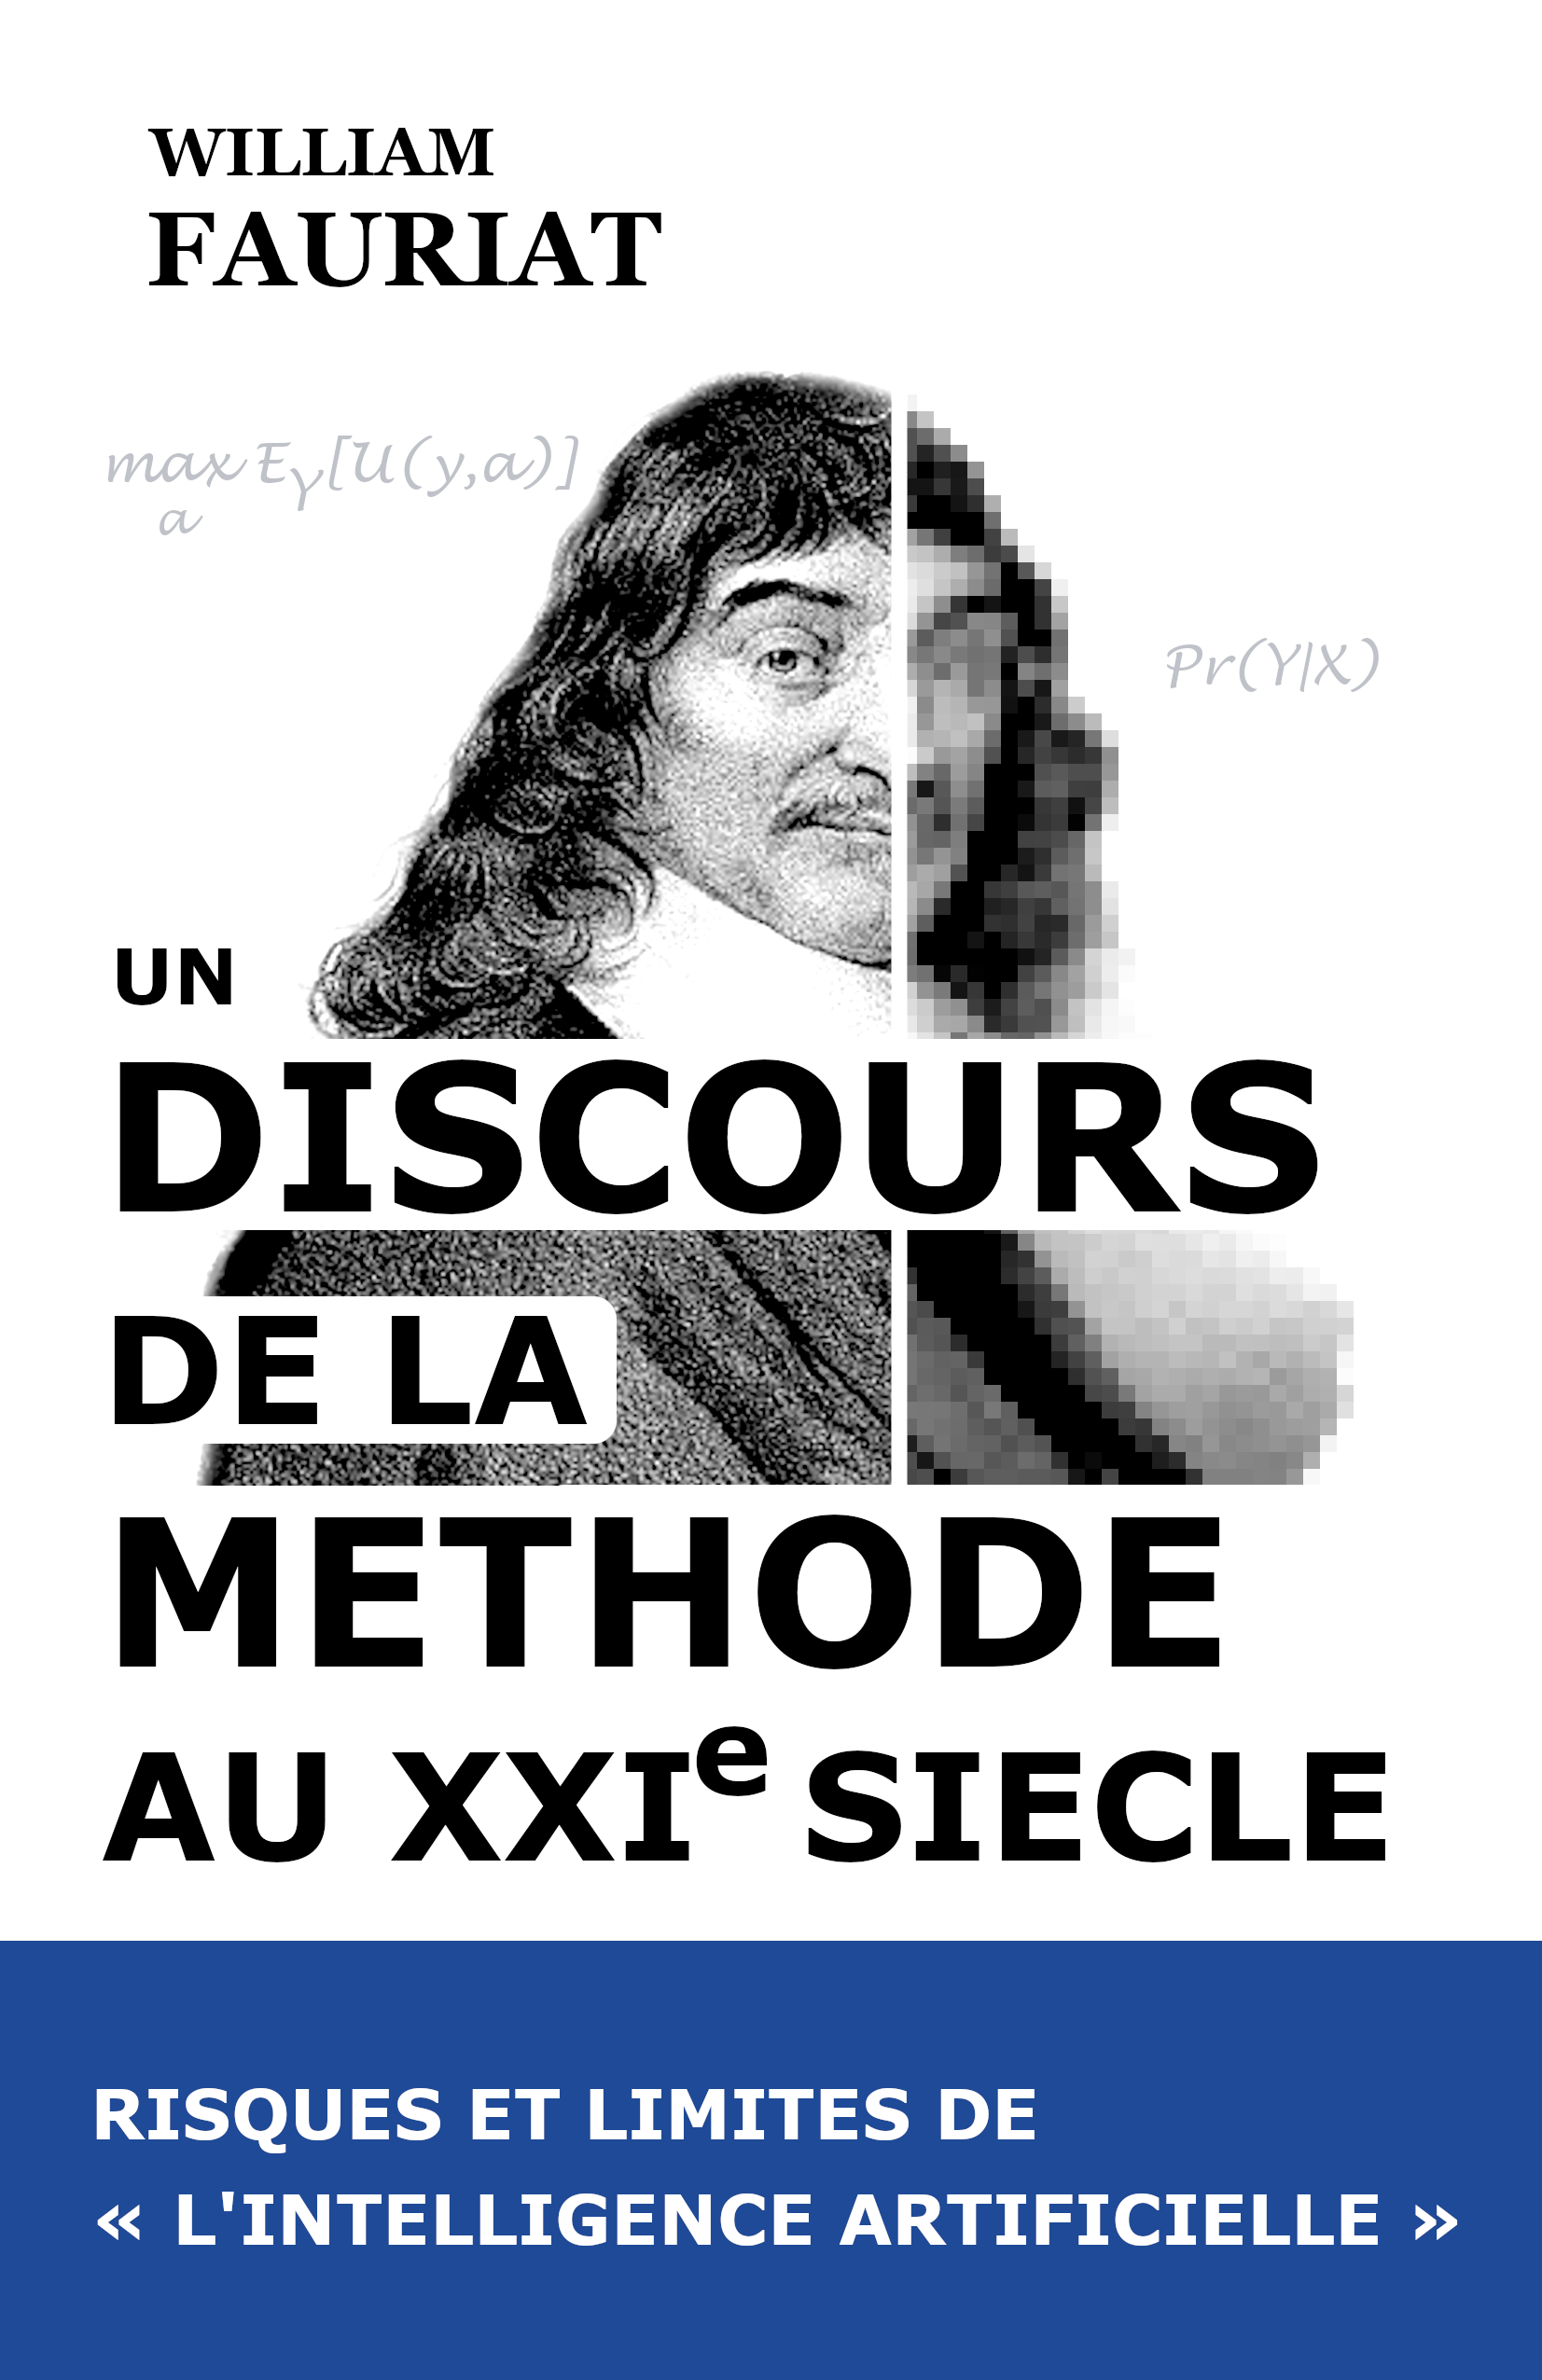 WILLIAM
FAURIAT
max E_Y[U(y,a)]
a
Pr(Y|X)
UN
DISCOURS
DE LA
METHODE
AU XXIe SIECLE
RISQUES ET LIMITES DE
« L'INTELLIGENCE ARTIFICIELLE »